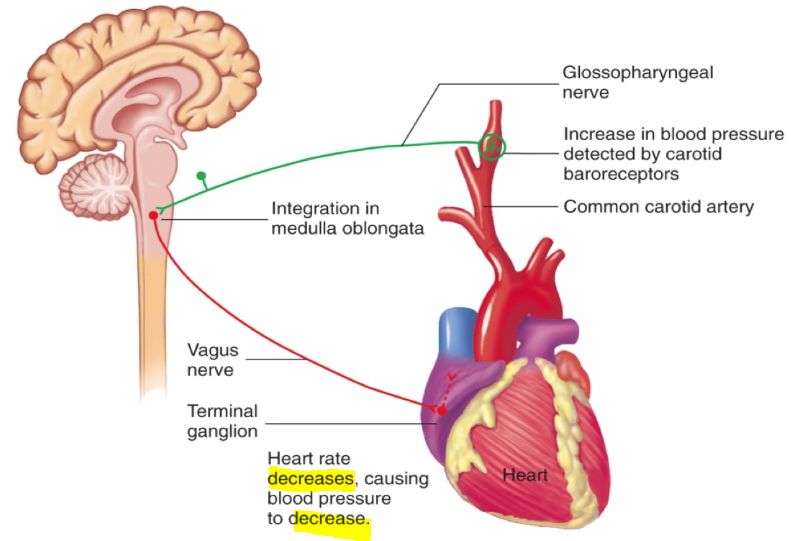 Glossopharyngeal
nerve
Increase in blood pressure
detected by carotid
baroreceptors
Common carotid artery
Integration in
medulla oblongata
Vagus
nerve
Terminal
ganglion
Heart rate
decreases, causing
blood pressure
to decrease.
Heart